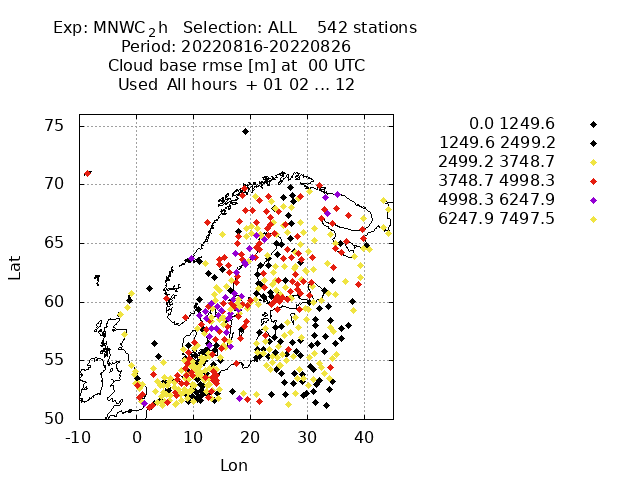 Exp: MNWC2h   Selection: ALL    542 stations
Period: 20220816-20220826
Cloud base rmse [m] at  00 UTC
Used  All hours  + 01 02 ... 12
0.0 1249.6
1249.6 2499.2
2499.2 3748.7
3748.7 4998.3
4998.3 6247.9
6247.9 7497.5
75
70
65
60
55
50
Lat
-10 0 10 20 30 40
Lon